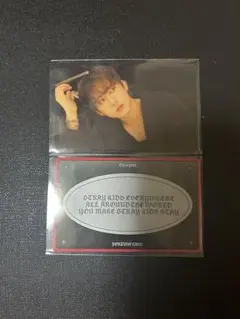 STRAY KIDS EVERYWHERE
ALL AROUND THE WORLD
YOU MAKE STRAY KIDS STAY